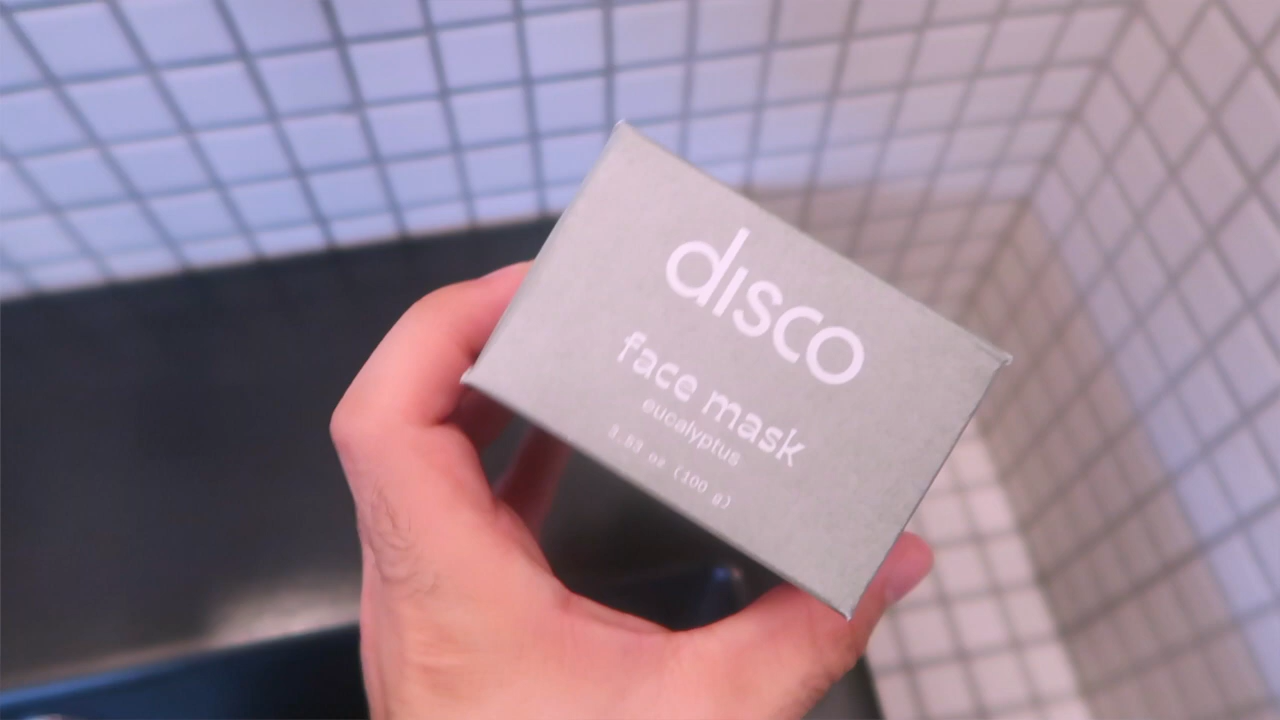 disco
face mask
eucalyptus
3.53 oz (100 g)